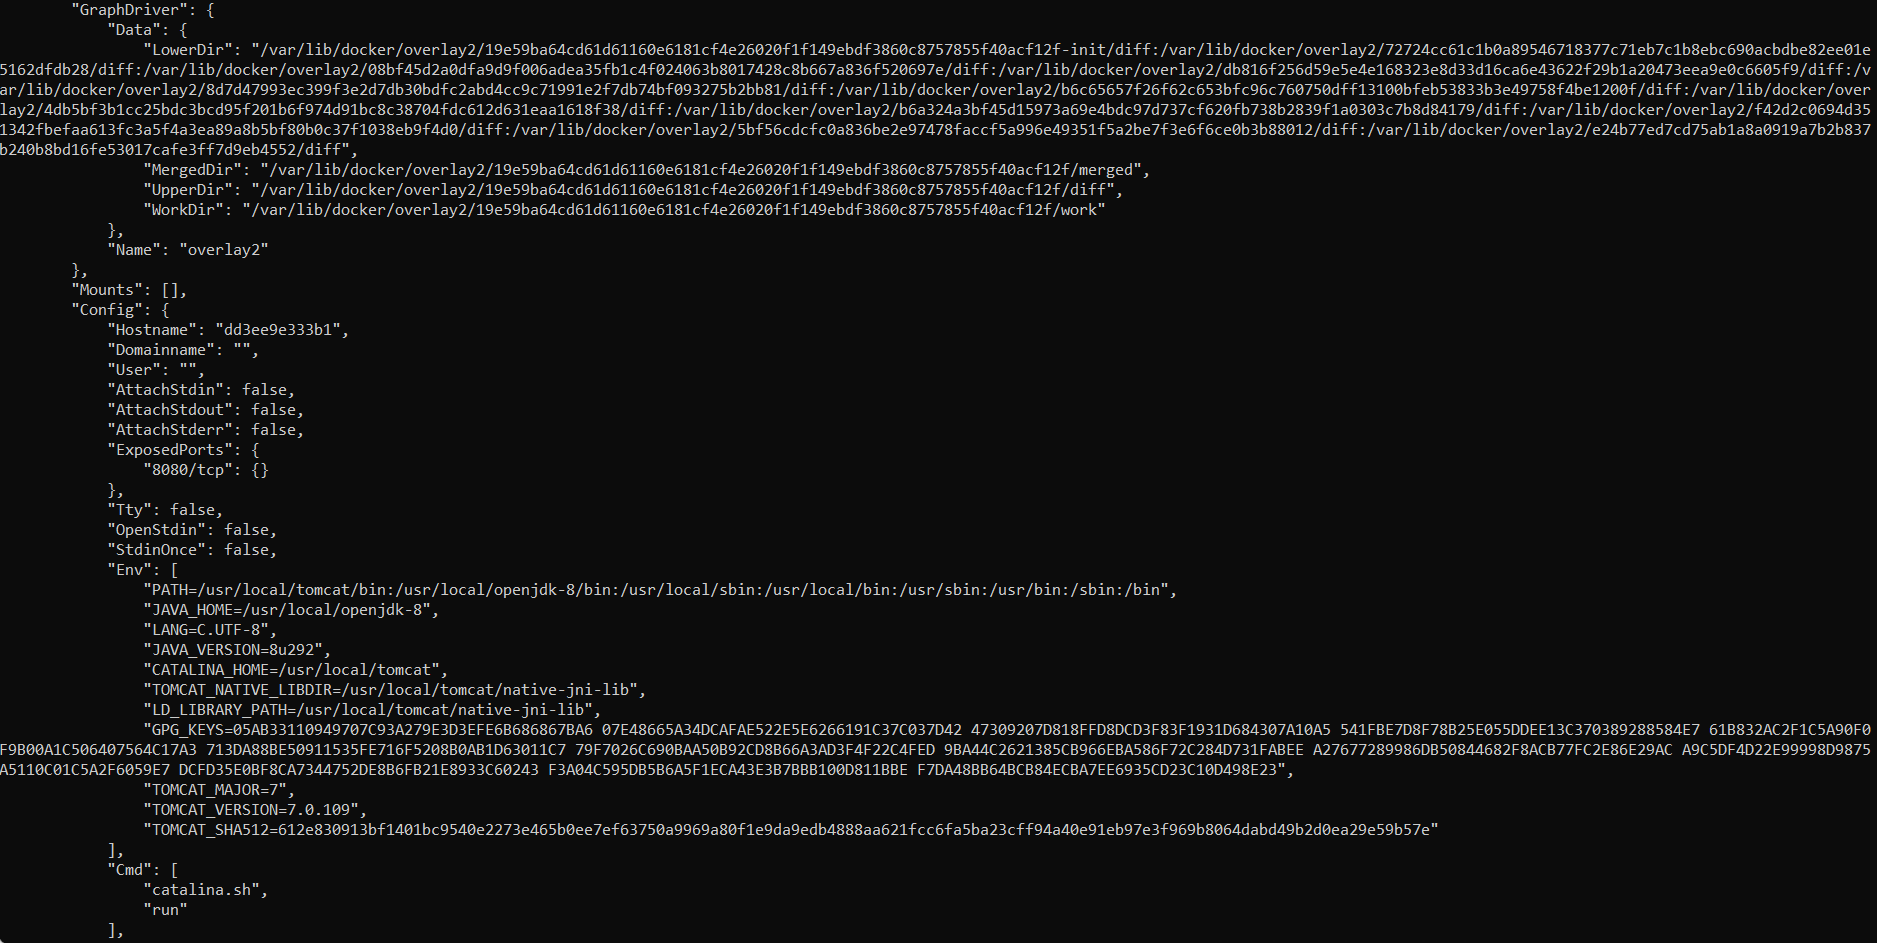 "GraphDriver": {
"Data": {
"LowerDir": "/var/lib/docker/overlay2/19e59ba64cd61d61160e6181cf4e26020f1f149ebdf3860c8757855f40acf12f-init/diff:/var/lib/docker/overlay2/72724cc61c1b0a89546718377c71eb7c1b8ebc690acbdbe82ee01e
5162dfdb28/diff:/var/lib/docker/overlay2/08bf45d2a0dfa9d9f006adea35fb1c4f024063b8017428c8b667a836f520697e/diff:/var/lib/docker/overlay2/db816f256d59e5e4e168323e8d33d16ca6e43622f29b1a20473eea9e0c6605f9/diff:/v
ar/lib/docker/overlay2/8d7d47993ec399f3e2d7db30bdfc2abd4cc9c71991e2f7db74bf093275b2bb81/diff:/var/lib/docker/overlay2/b6c65657f26f62c653bfc96c760750dff13100bfeb53833b3e49758f4be1200f/diff:/var/lib/docker/over
lay2/4db5bf3b1cc25bdc3bcd95f201b6f974d91bc8c38704fdc612d631eaa1618f38/diff:/var/lib/docker/overlay2/b6a324a3bf45d15973a69e4bdc97d737cf620fb738b2839f1a0303c7b8d84179/diff:/var/lib/docker/overlay2/f42d2c0694d35
1342fbefaa613fc3a5f4a3ea89a8b5bf80b0c37f1038eb9f4d0/diff:/var/lib/docker/overlay2/5bf56cdcfc0a836be2e97478faccf5a996e49351f5a2be7f3e6f6ce0b3b88012/diff:/var/lib/docker/overlay2/e24b77ed7cd75ab1a8a0919a7b2b837
b240b8bd16fe53017cafe3ff7d9eb4552/diff",
"MergedDir": "/var/lib/docker/overlay2/19e59ba64cd61d61160e6181cf4e26020f1f149ebdf3860c8757855f40acf12f/merged",
"UpperDir": "/var/lib/docker/overlay2/19e59ba64cd61d61160e6181cf4e26020f1f149ebdf3860c8757855f40acf12f/diff",
"WorkDir": "/var/lib/docker/overlay2/19e59ba64cd61d61160e6181cf4e26020f1f149ebdf3860c8757855f40acf12f/work"
},
"Name": "overlay2"
},
"Mounts": [],
"Config": {
"Hostname": "dd3ee9e333b1",
"Domainname": "",
"User": "",
"AttachStdin": false,
"AttachStdout": false,
"AttachStderr": false,
"ExposedPorts": {
"8080/tcp": {}
},
"Tty": false,
"OpenStdin": false,
"StdinOnce": false,
"Env": [
"PATH=/usr/local/tomcat/bin:/usr/local/openjdk-8/bin:/usr/local/sbin:/usr/local/bin:/usr/sbin:/usr/bin:/sbin:/bin",
"JAVA_HOME=/usr/local/openjdk-8",
"LANG=C.UTF-8",
"JAVA_VERSION=8u292",
"CATALINA_HOME=/usr/local/tomcat",
"TOMCAT_NATIVE_LIBDIR=/usr/local/tomcat/native-jni-lib",
"LD_LIBRARY_PATH=/usr/local/tomcat/native-jni-lib",
"GPG_KEYS=05AB33110949707C93A279E3D3EFE6B686867BA6 07E48665A34DCAFAE522E5E6266191C37C037D42 47309207D818FFD8DCD3F83F1931D684307A10A5 541FBE7D8F78B25E055DDEE13C370389288584E7 61B832AC2F1C5A90F0
F9B00A1C506407564C17A3 713DA88BE50911535FE716F5208B0AB1D63011C7 79F7026C690BAA50B92CD8B66A3AD3F4F22C4FED 9BA44C2621385CB966EBA586F72C284D731FABEE A27677289986DB50844682F8ACB77FC2E86E29AC A9C5DF4D22E99998D9875
A5110C01C5A2F6059E7 DCFD35E0BF8CA7344752DE8B6FB21E8933C60243 F3A04C595DB5B6A5F1ECA43E3B7BBB100D811BBE F7DA48BB64BCB84ECBA7EE6935CD23C10D498E23",
"TOMCAT_MAJOR=7",
"TOMCAT_VERSION=7.0.109",
"TOMCAT_SHA512=612e830913bf1401bc9540e2273e465b0ee7ef63750a9969a80f1e9da9edb4888aa621fcc6fa5ba23cff94a40e91eb97e3f969b8064dabd49b2d0ea29e59b57e"
],
"Cmd": [
"catalina.sh",
"run"
],